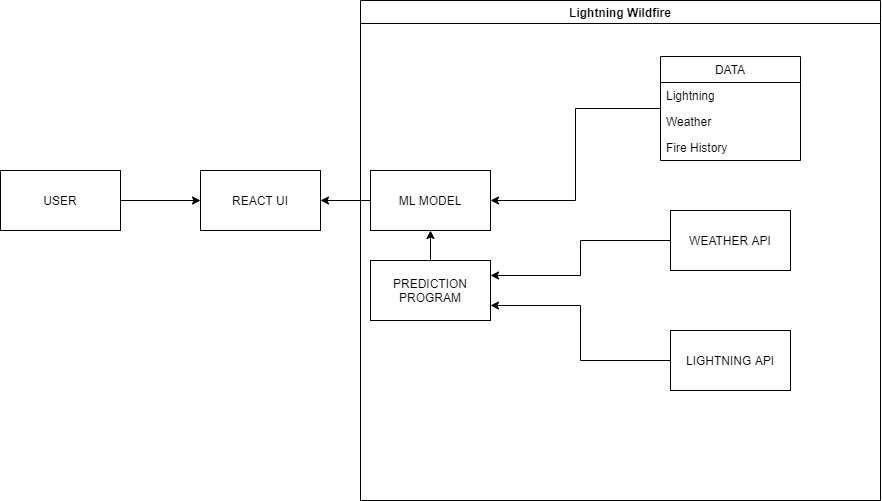 Lightning Wildfire
DATA
Lightning
Weather
Fire History
USER
REACT UI
ML MODEL
WEATHER API
PREDICTION
PROGRAM
LIGHTNING API